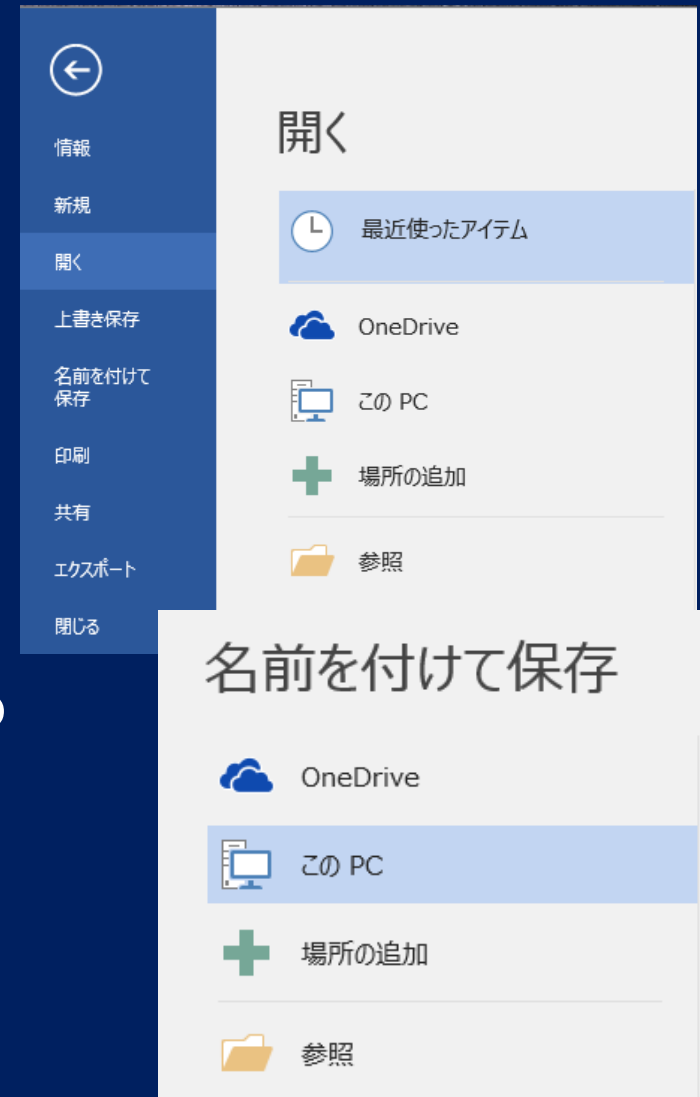 情報
新規
開く
上書き保存
名前を付けて
保存
印刷
共有
エクスポート
閉じる
開く
最近使ったアイテム
OneDrive
この PC
場所の追加
参照
名前を付けて保存
OneDrive
この PC
場所の追加
参照